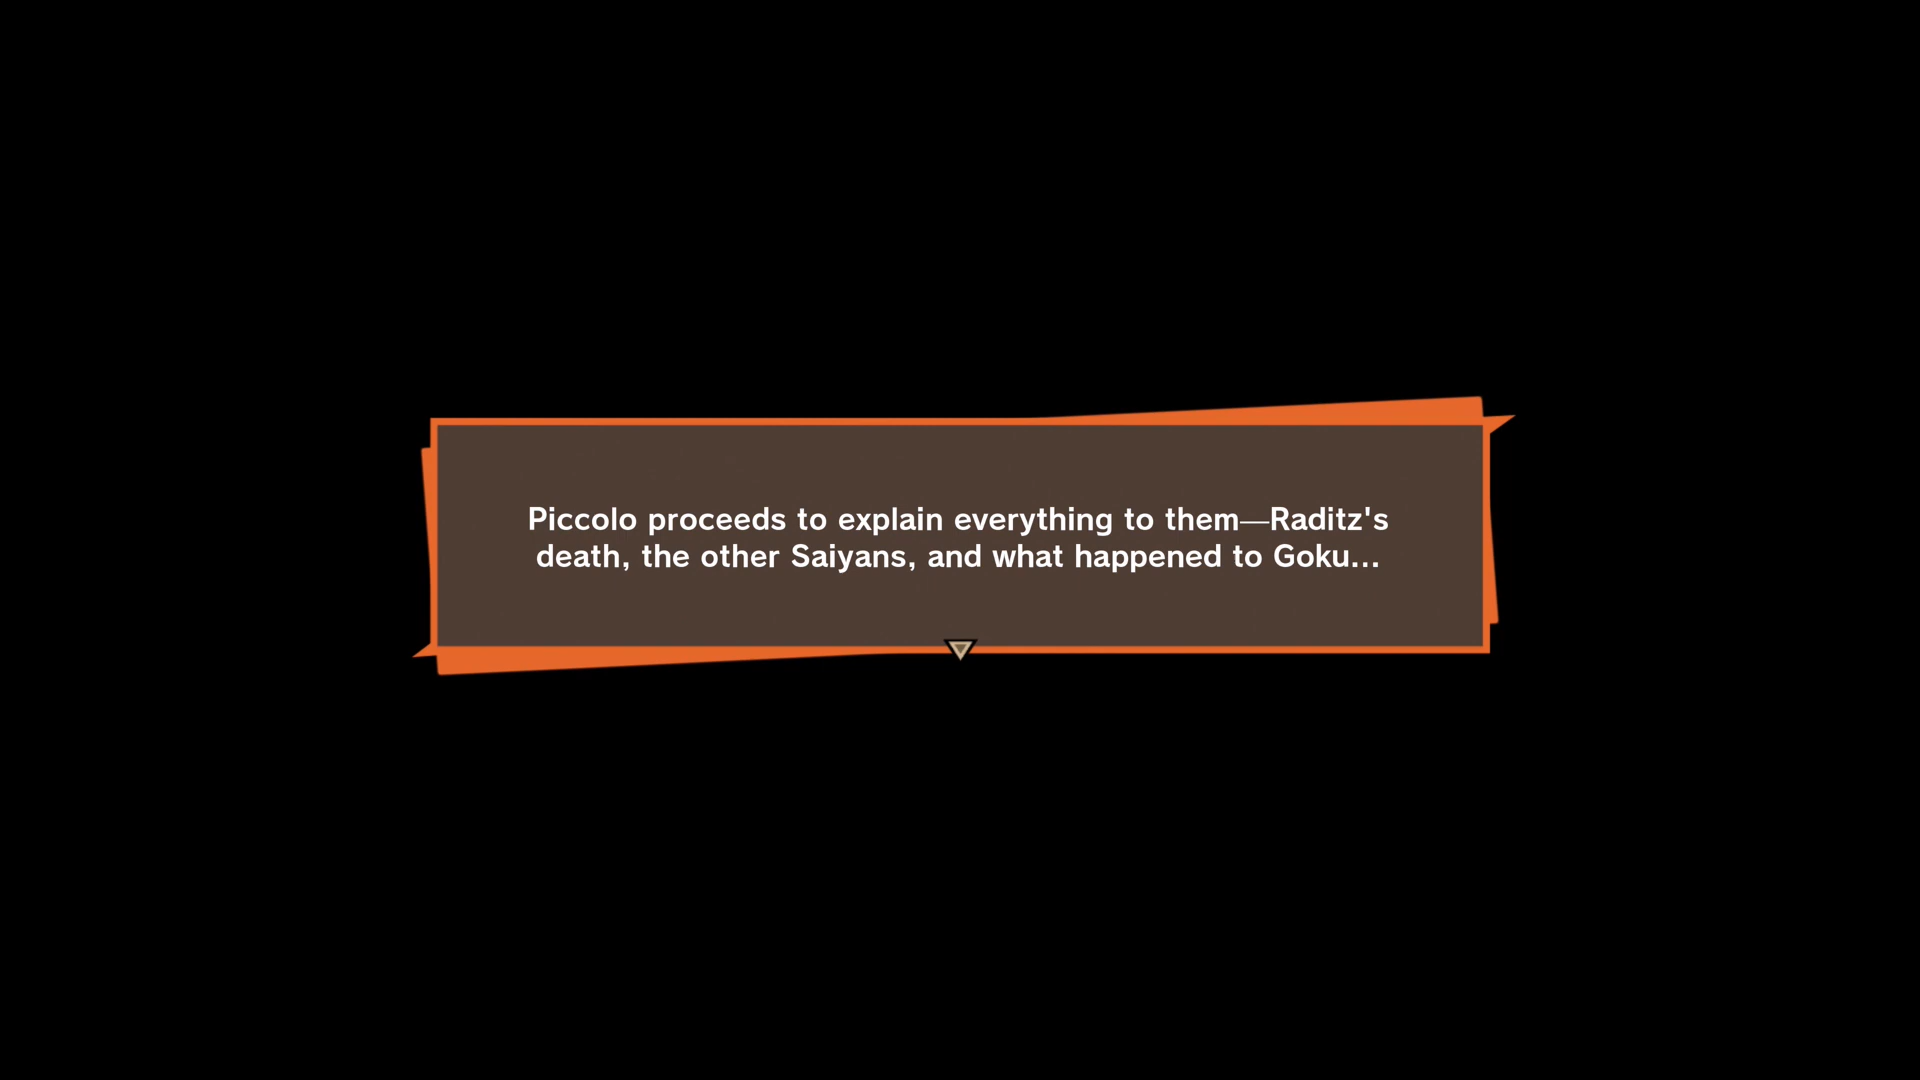 Piccolo proceeds to explain everything to them—Raditz's
death, the other Saiyans, and what happened to Goku...